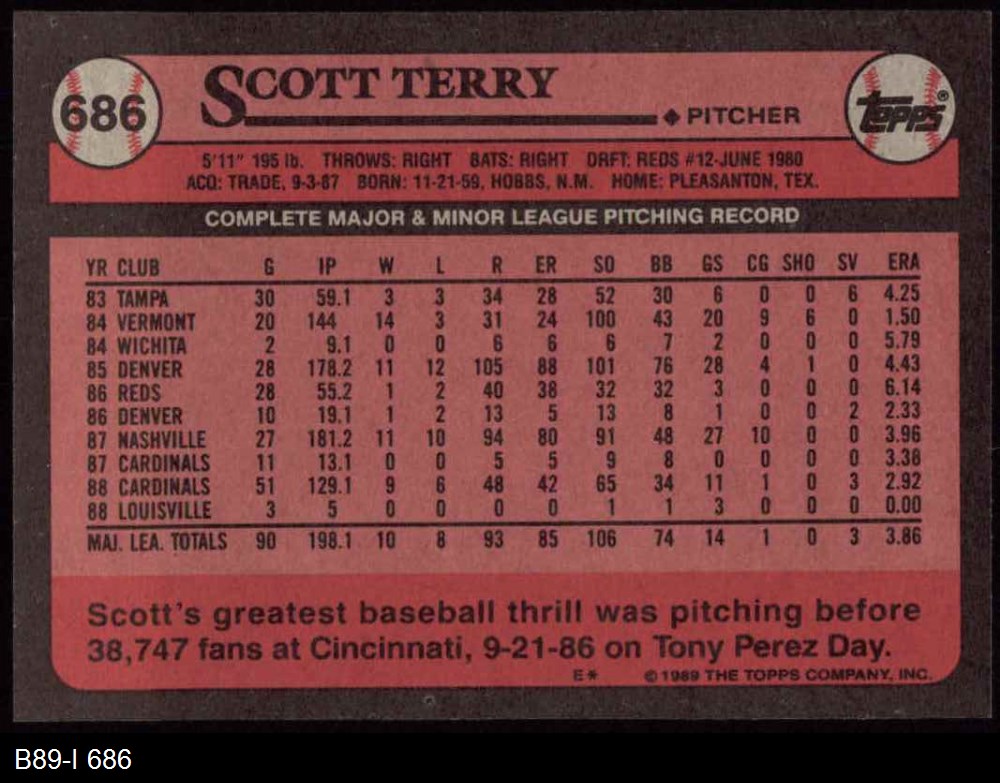 686
SCOTT TERRY
PITCHER
TOPPS®
5'11" 195 lb. THROWS: RIGHT BATS: RIGHT DRFT: REDS #12-JUNE 1980
ACQ: TRADE, 9-3-87 BORN: 11-21-59, HOBBS, N.M. HOME: PLEASANTON, TEX.
COMPLETE MAJOR & MINOR LEAGUE PITCHING RECORD
YR CLUB G IP W L R ER SO BB GS CG SHO SV ERA
83 TAMPA 30 59.1 3 3 34 28 52 30 6 0 0 6 4.25
84 VERMONT 20 144 14 3 31 24 100 43 20 9 6 0 1.50
84 WICHITA 2 9.1 0 0 6 6 6 7 2 0 0 0 5.79
85 DENVER 28 178.2 11 12 105 88 101 76 28 4 1 0 4.43
86 REDS 28 55.2 1 2 40 38 32 32 3 0 0 0 6.14
86 DENVER 10 19.1 1 2 13 5 13 8 1 0 0 2 2.33
87 NASHVILLE 27 181.2 11 10 94 80 91 48 27 10 0 0 3.96
87 CARDINALS 11 13.1 0 0 5 5 9 8 0 0 0 0 3.38
88 CARDINALS 51 129.1 9 6 48 42 65 34 11 1 0 3 2.92
88 LOUISVILLE 3 5 0 0 0 0 1 1 3 0 0 0 0.00
MAJ. LEA. TOTALS 90 198.1 10 8 93 85 106 74 14 1 0 3 3.86
Scott's greatest baseball thrill was pitching before
38,747 fans at Cincinnati, 9-21-86 on Tony Perez Day.
E* © 1989 THE TOPPS COMPANY, INC.
B89-I 686